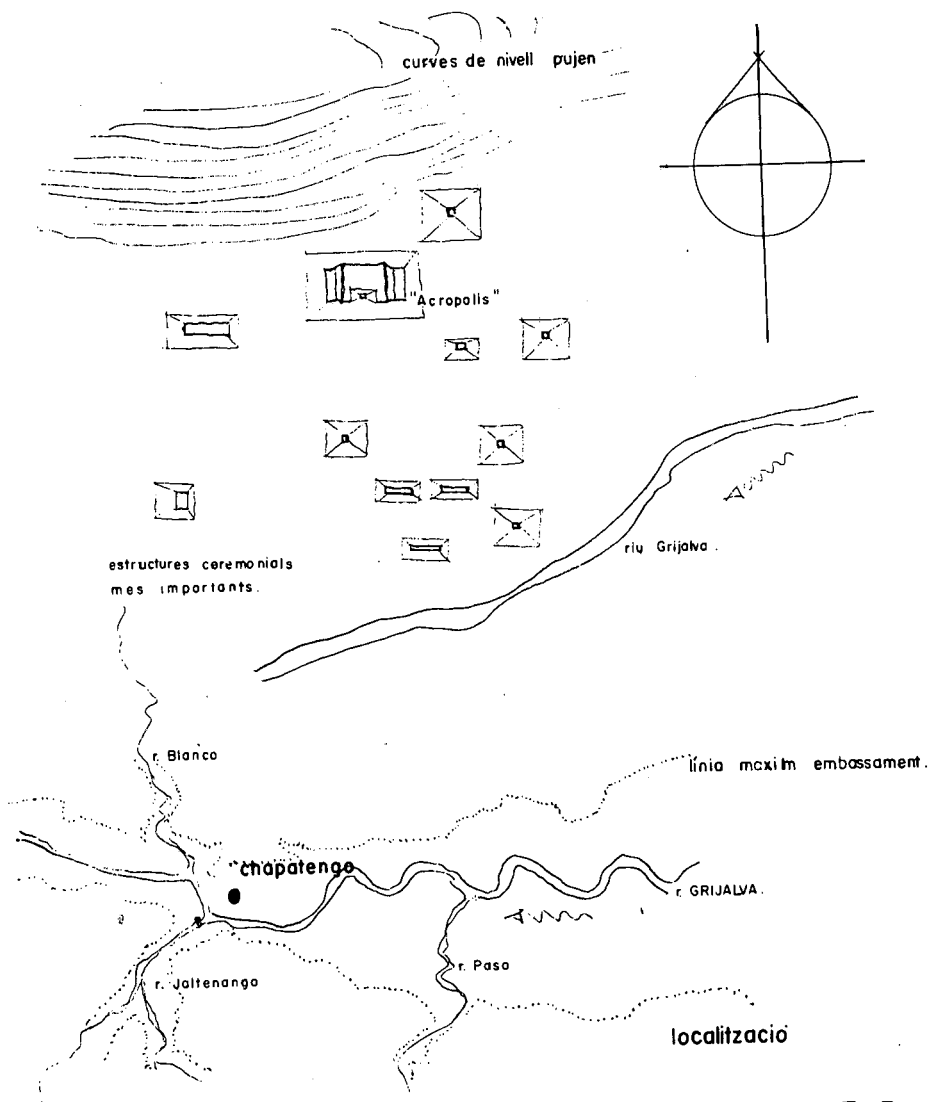 curves de nivell pujen
"Acropolis"
riu Grijalva.
estructures ceremonials
mes importants.
r. Blanco
línia maxim embassament.
"chapatengo
r. GRIJALVA.
r. Paso
r. Jaltenango
localització